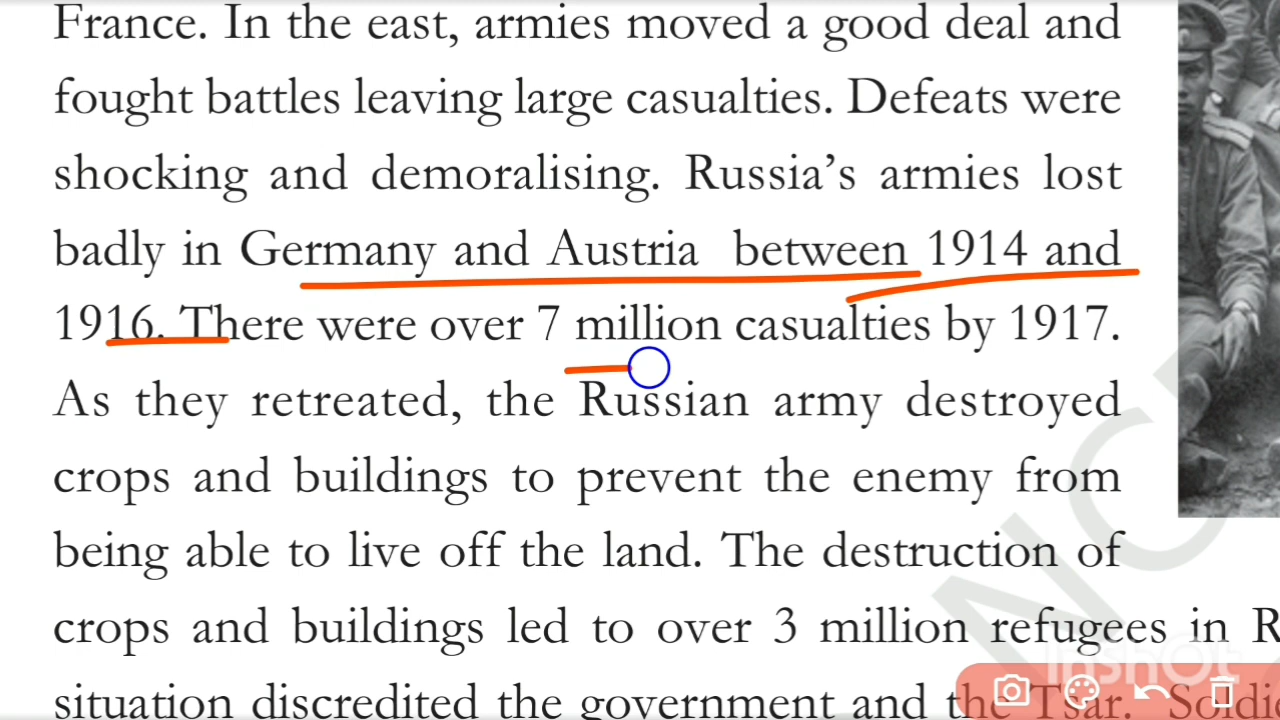 France. In the east, armies moved a good deal and
fought battles leaving large casualties. Defeats were
shocking and demoralising. Russia’s armies lost
badly in Germany and Austria between 1914 and
1916. There were over 7 million casualties by 1917.
As they retreated, the Russian army destroyed
crops and buildings to prevent the enemy from
being able to live off the land. The destruction of
crops and buildings led to over 3 million refugees in R
situation discredited the government and the Tsar. Soldi
NC
InShOt